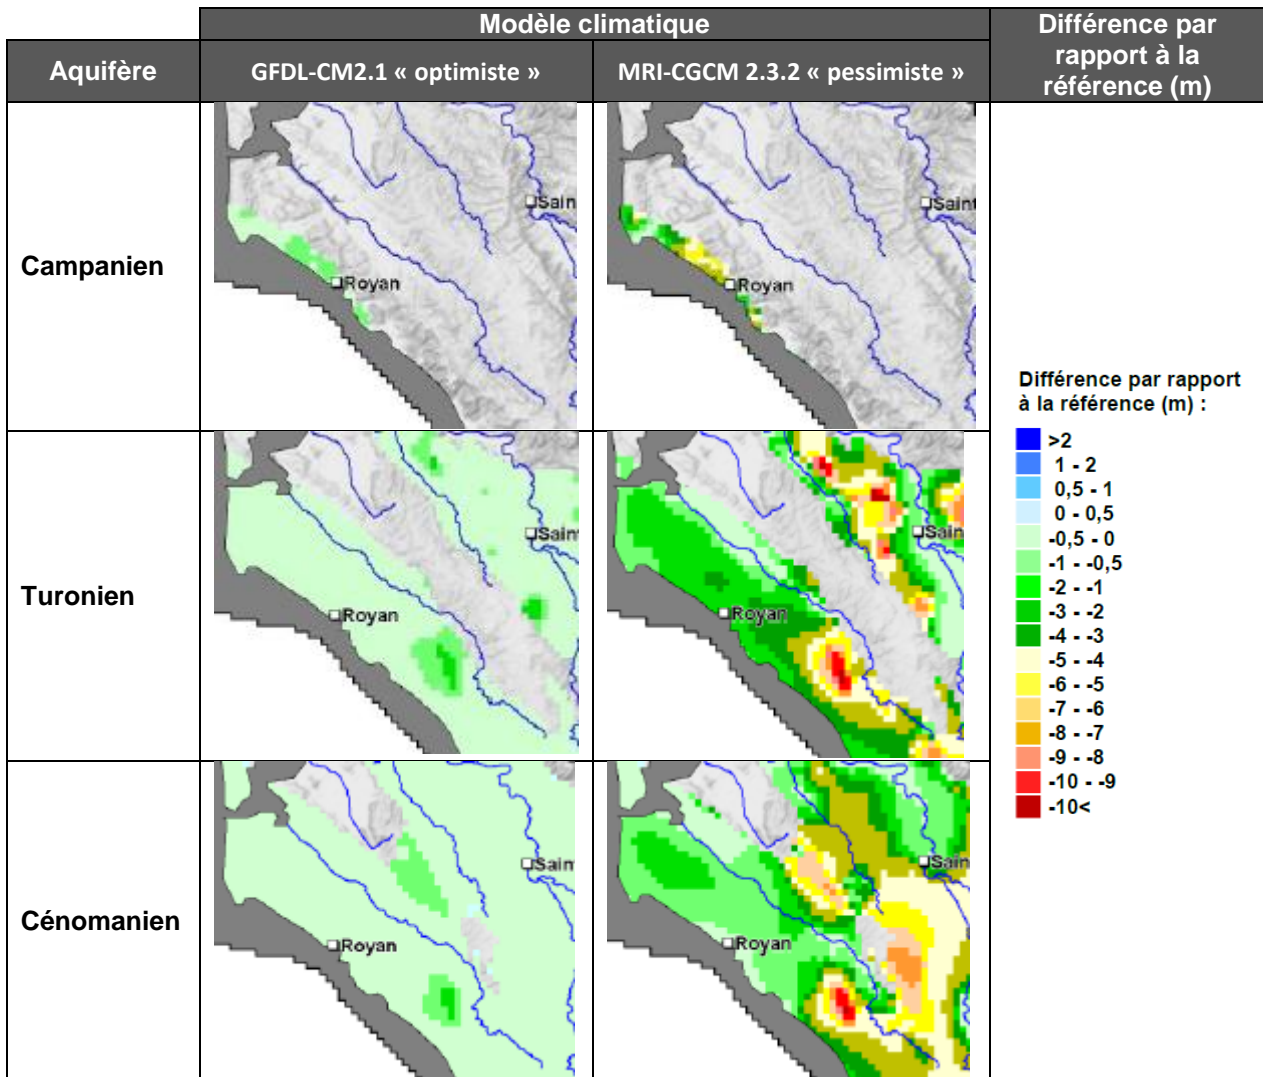 Modèle climatique
Différence par
rapport à la
référence (m)
Aquifère
GFDL-CM2.1 « optimiste »
MRI-CGCM 2.3.2 « pessimiste »
Campanien
Sain
Royan
Saint
Royan
Turonien
Sain
Royan
Sain
Royan
Cénomanien
Sain
Royan
Sain
Royan
Différence par rapport
à la référence (m) :
>2
1 - 2
0,5 - 1
0 - 0,5
-0,5 - 0
-1 - -0,5
-2 - -1
-3 - -2
-4 - -3
-5 - -4
-6 - -5
-7 - -6
-8 - -7
-9 - -8
-10 - -9
-10<